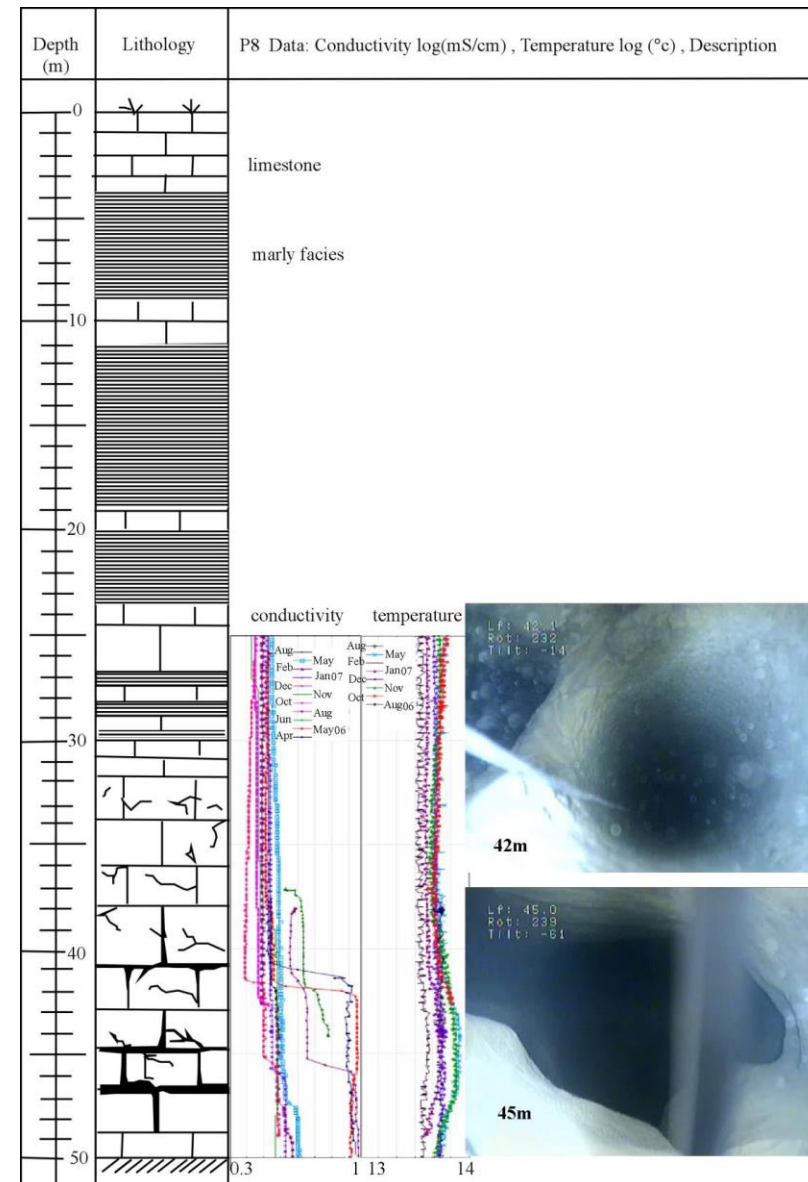 Depth
(m)
Lithology
P8 Data: Conductivity log(mS/cm) , Temperature log (°c) , Description
0
limestone
marly facies
10
20
conductivity temperature
Aug
May
Feb
Jan07
Dec
Nov
Oct
Aug
Jun
May06
Apr
Aug
May
Feb
Jan07
Dec
Nov
Oct
Aug06
Lf: 42.1
Rot: 232
Tilt: -14
30
42m
Lf: 45.0
Rot: 239
Tilt: -61
40
45m
50
0.3 1 13 14